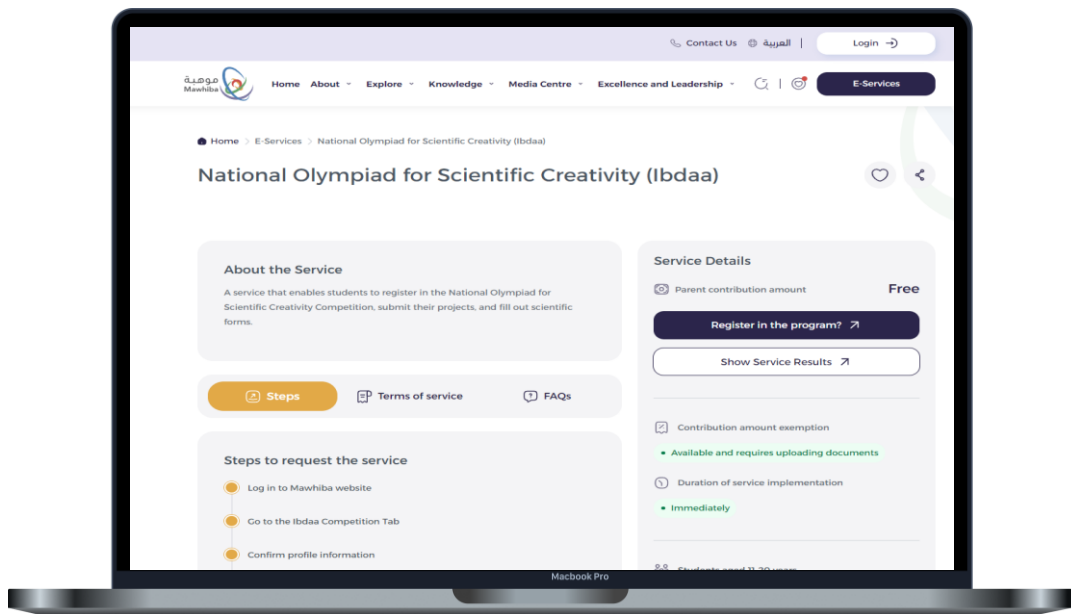 Contact Us
العربية
|
Login
موهبة
Mawhiba
Home
About
Explore
Knowledge
Media Centre
Excellence and Leadership
|
E-Services
Home > E-Services > National Olympiad for Scientific Creativity (Ibdaa)
National Olympiad for Scientific Creativity (Ibdaa)
About the Service
A service that enables students to register in the National Olympiad for
Scientific Creativity Competition, submit their projects, and fill out scientific
forms.
Steps
Terms of service
FAQs
Steps to request the service
Log in to Mawhiba website
Go to the Ibdaa Competition Tab
Confirm profile information
Service Details
Parent contribution amount
Free
Register in the program?
Show Service Results
Contribution amount exemption
Available and requires uploading documents
Duration of service implementation
Immediately
Students aged 11-20 years
Macbook Pro